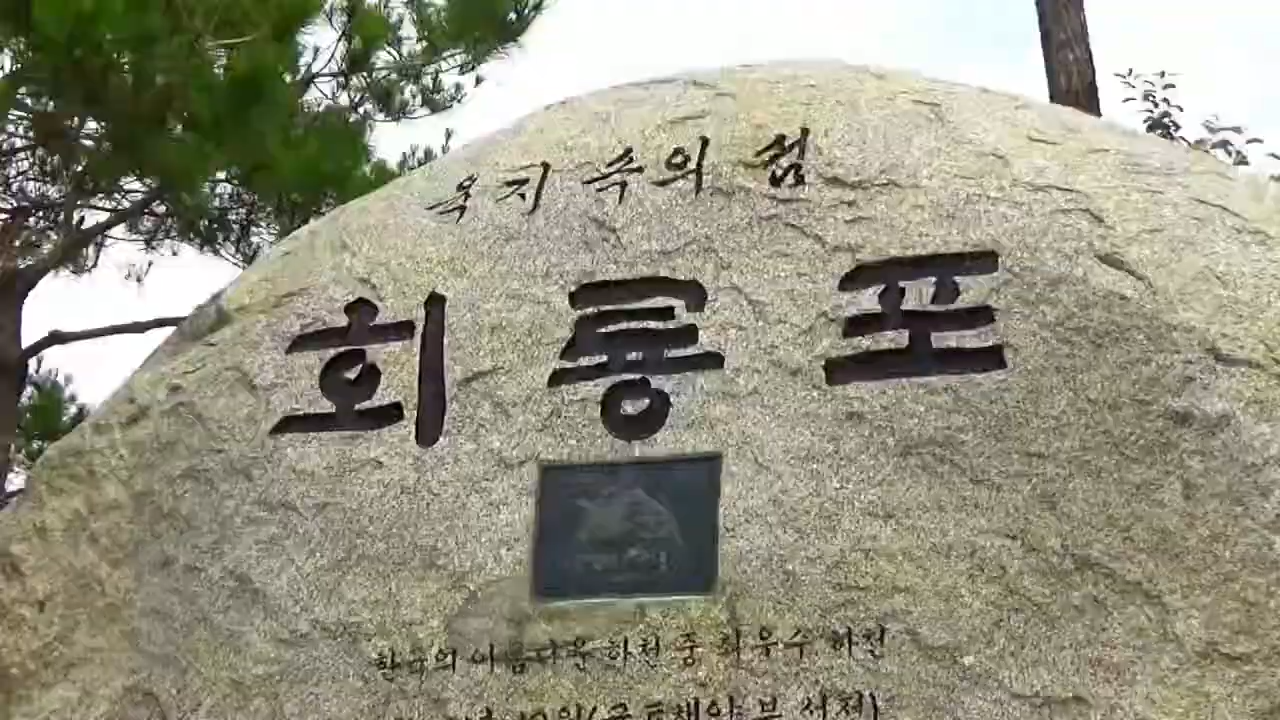 육지 속의 섬
회룡포
한국의 아름다운 하천 중 최우수 하천